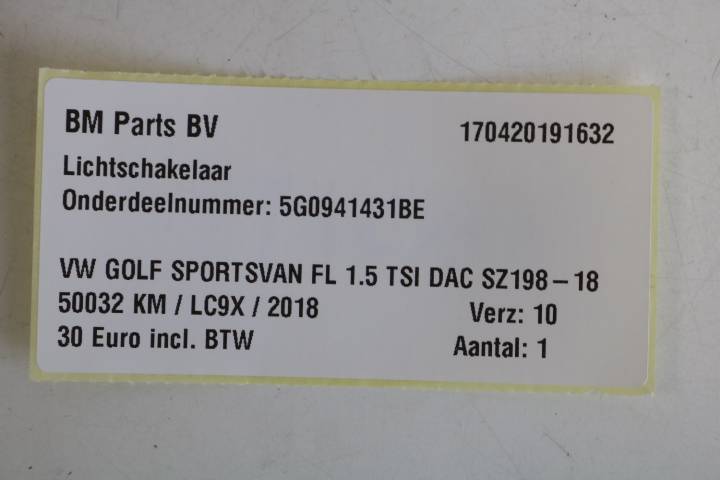 BM Parts BV 170420191632
Lichtschakelaar
Onderdeelnummer: 5G0941431BE
VW GOLF SPORTSVAN FL 1.5 TSI DAC SZ198-18
50032 KM / LC9X / 2018 Verz: 10
30 Euro incl. BTW Aantal: 1